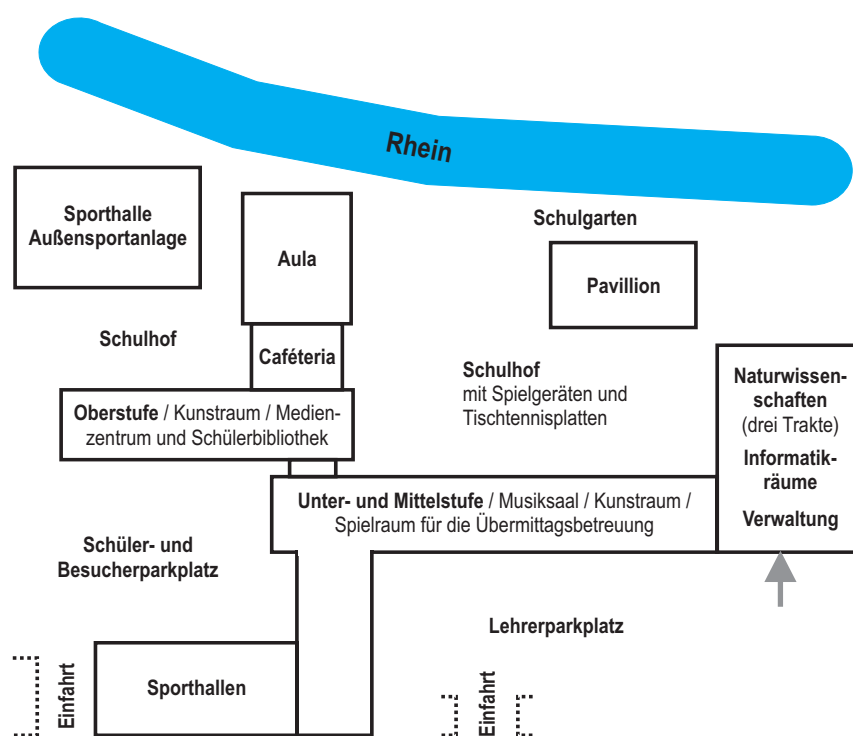 Rhein
Sporthalle
Außensportanlage
Aula
Schulgarten
Pavillion
Schulhof
Caféteria
Schulhof
mit Spielgeräten und
Tischtennisplatten
Naturwissen-
schaften
(drei Trakte)
Informatik-
räume
Verwaltung
Oberstufe / Kunstraum / Medien-
zentrum und Schülerbibliothek
Unter- und Mittelstufe / Musiksaal / Kunstraum /
Spielraum für die Übermittagsbetreuung
Schüler- und
Besucherparkplatz
Lehrerparkplatz
Einfahrt
Sporthallen
Einfahrt